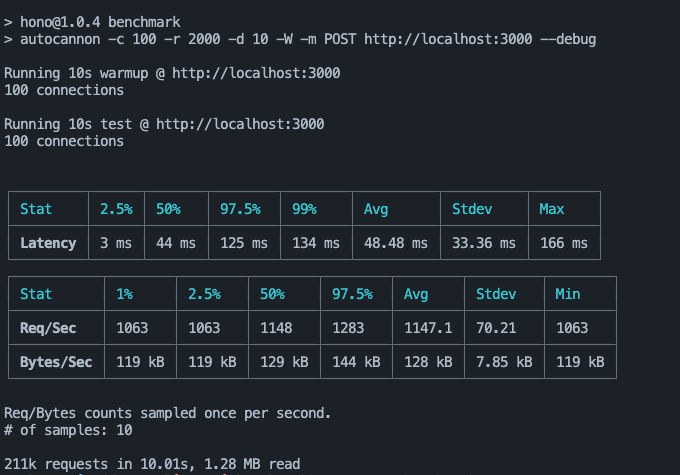 > hono@1.0.4 benchmark
> autocannon -c 100 -r 2000 -d 10 -W -m POST http://localhost:3000 --debug
Running 10s warmup @ http://localhost:3000
100 connections
Running 10s test @ http://localhost:3000
100 connections
Stat 2.5% 50% 97.5% 99% Avg Stdev Max
Latency 3 ms 44 ms 125 ms 134 ms 48.48 ms 33.36 ms 166 ms
Stat 1% 2.5% 50% 97.5% Avg Stdev Min
Req/Sec 1063 1063 1148 1283 1147.1 70.21 1063
Bytes/Sec 119 kB 119 kB 129 kB 144 kB 128 kB 7.85 kB 119 kB
Req/Bytes counts sampled once per second.
# of samples: 10
211k requests in 10.01s, 1.28 MB read